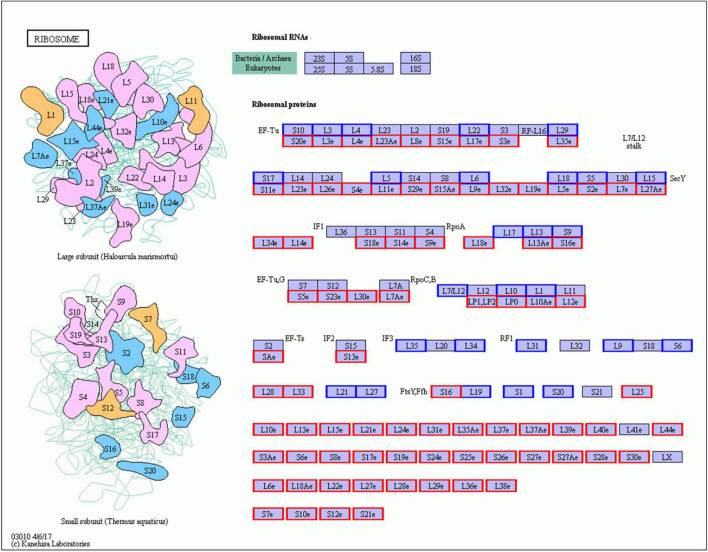 RIBOSOME
L18
L5
L15
L21e
L18e
L30
L11
L1
L10e
L44e
L32e
L15e
L13
L6
L7Ae
L4e
L37e
L24
L22
L14
L3
L2
L39e
L29
L37Ae
L31e
L24e
L23
L19e
Large subunit (Haloarcula marismortui)
S9
Thx
S10
S7
S14
S19
S13
S3
S2
S11
S18
S6
S5
S4
S8
S12
S15
S17
S16
S20
Small subunit (Thermus aquaticus)
03010 4/6/17
(c) Kanehisa Laboratories
Ribosomal RNAs
Bacteria / Archaea 23S 5S 16S
Eukaryotes 25S 5S 5.8S 18S
Ribosomal proteins
EF-Tu S10 L3 L4 L23 L2 S19 L22 S3 RP-L16 L29
S20e L3e L4e L23Ae L8e S15e L17e S3e L35e
L7/L12
stalk
S17 L14 L24 L5 S14 S8 L6 L18 S5 L30 L15 SecY
S11e L23e L26e S4e L11e S29e S15Ae L9e L32e L19e L5e S2e L7e L27Ae
IF1 L36 S13 S11 S4 RpoA L17 L13 S9
L34e L14e S18e S14e S9e L18e L13Ae S16e
EF-Tu,G S7 S12 L7A RpoC,B L7/L12 L12 L10 L1 L11
S5e S23e L30e L7Ae LP1,LP2 LP0 L10Ae L12e
S2 EF-Ts IF2 S15 IF3 L35 L20 L34 RF1 L31 L32 L9 S18 S6
SAe S13e
L28 L33 L21 L27 FtsY,Ffh S16 L19 S1 S20 S21 L25
L10e L13e L15e L21e L24e L31e L35Ae L37e L37Ae L39e L40e L41e L44e
S3Ae S6e S8e S17e S19e S24e S25e S26e S27e S27Ae S28e S30e LX
L6e L18Ae L22e L27e L28e L29e L36e L38e
S7e S10e S12e S21e